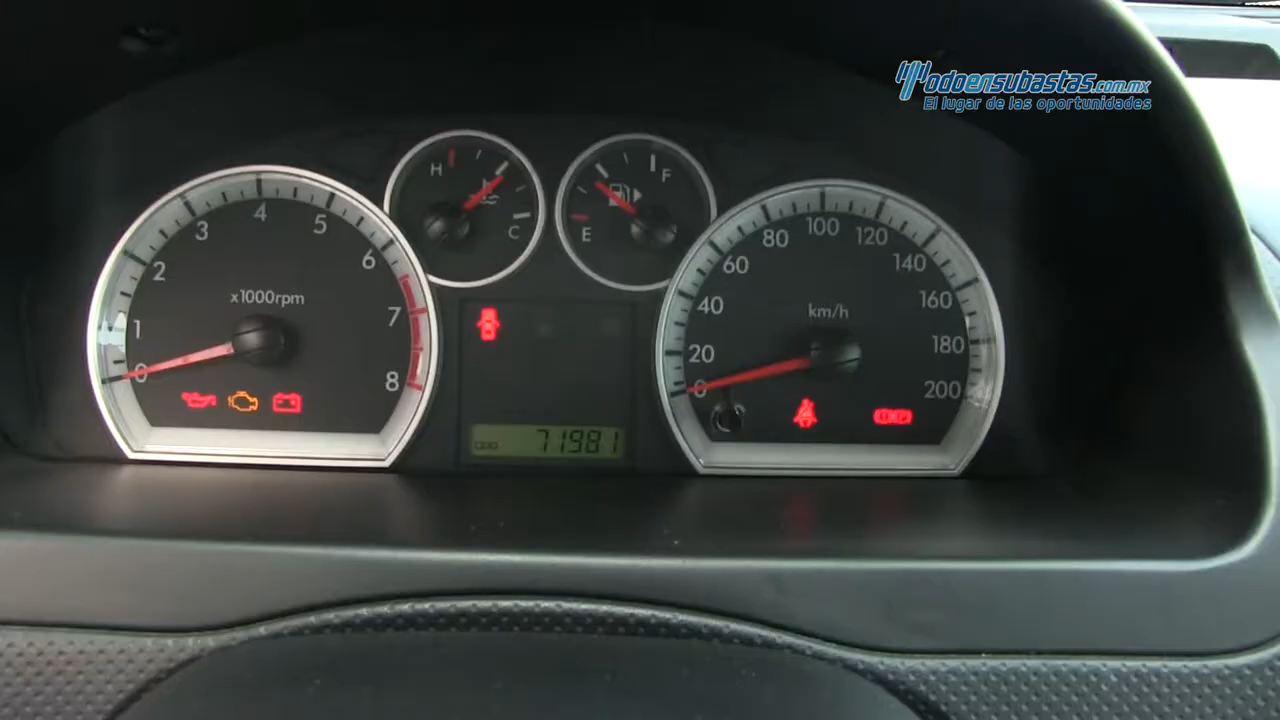 Todoensubastas.com.mx
El lugar de las oportunidades
H
C
F
E
0
1
2
3
4
5
6
7
8
x1000rpm
0
20
40
60
80
100
120
140
160
180
200
km/h
ODO 71981